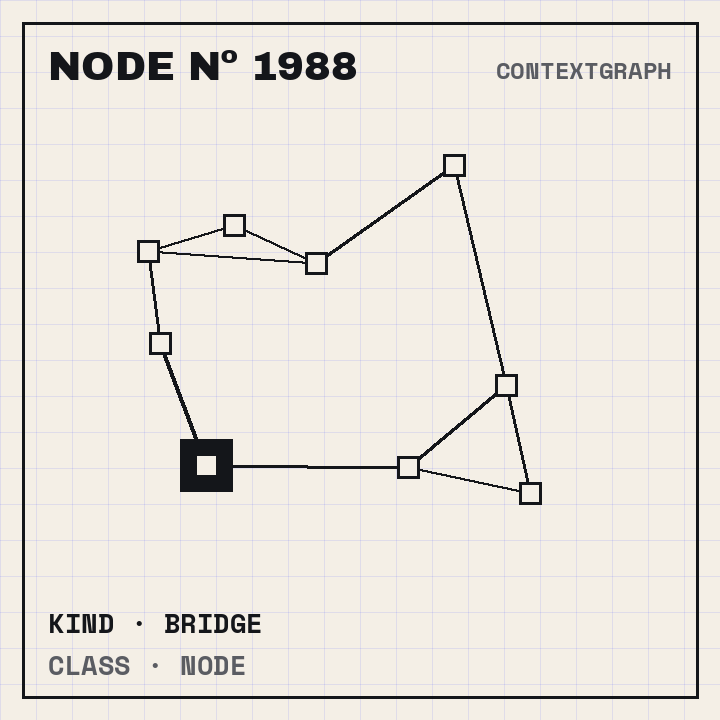 NODE Nº 1988
CONTEXTGRAPH
KIND · BRIDGE
CLASS · NODE